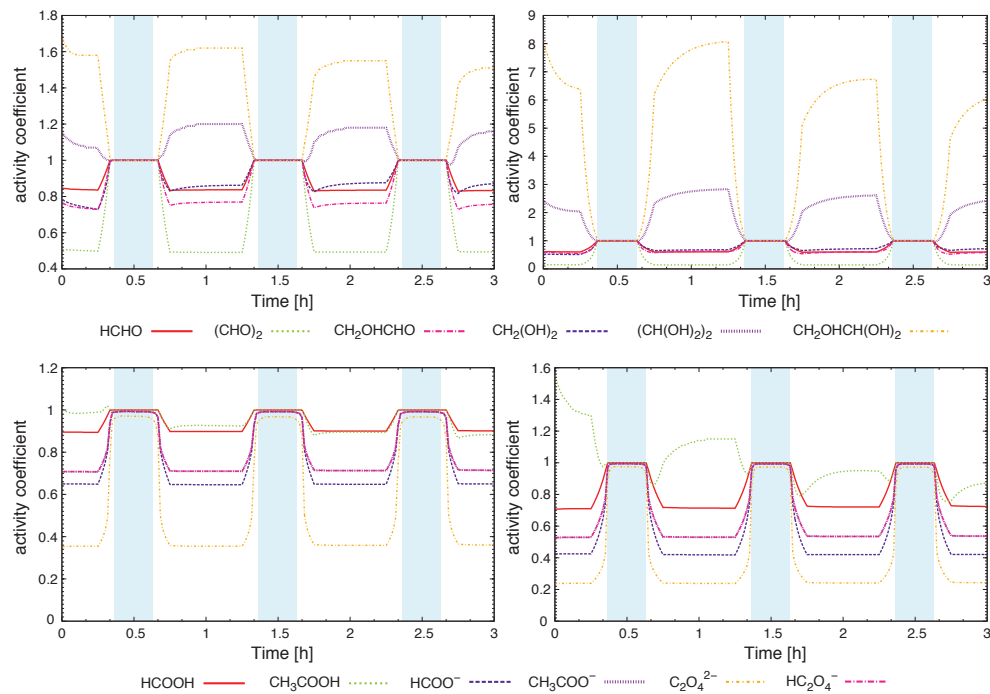 activity coefficient
1.8
1.6
1.4
1.2
1
0.8
0.6
0.4
0 0.5 1 1.5 2 2.5 3
Time [h]
activity coefficient
9
8
7
6
5
4
3
2
1
0
0 0.5 1 1.5 2 2.5 3
Time [h]
HCHO (CHO)₂ CH₂OHCHO CH₂(OH)₂ (CH(OH)₂)₂ CH₂OHCH(OH)₂
activity coefficient
1.2
1
0.8
0.6
0.4
0.2
0
0 0.5 1 1.5 2 2.5 3
Time [h]
activity coefficient
1.6
1.4
1.2
1
0.8
0.6
0.4
0.2
0
0 0.5 1 1.5 2 2.5 3
Time [h]
HCOOH CH₃COOH HCOO⁻ CH₃COO⁻ C₂O₄²⁻ HC₂O₄⁻